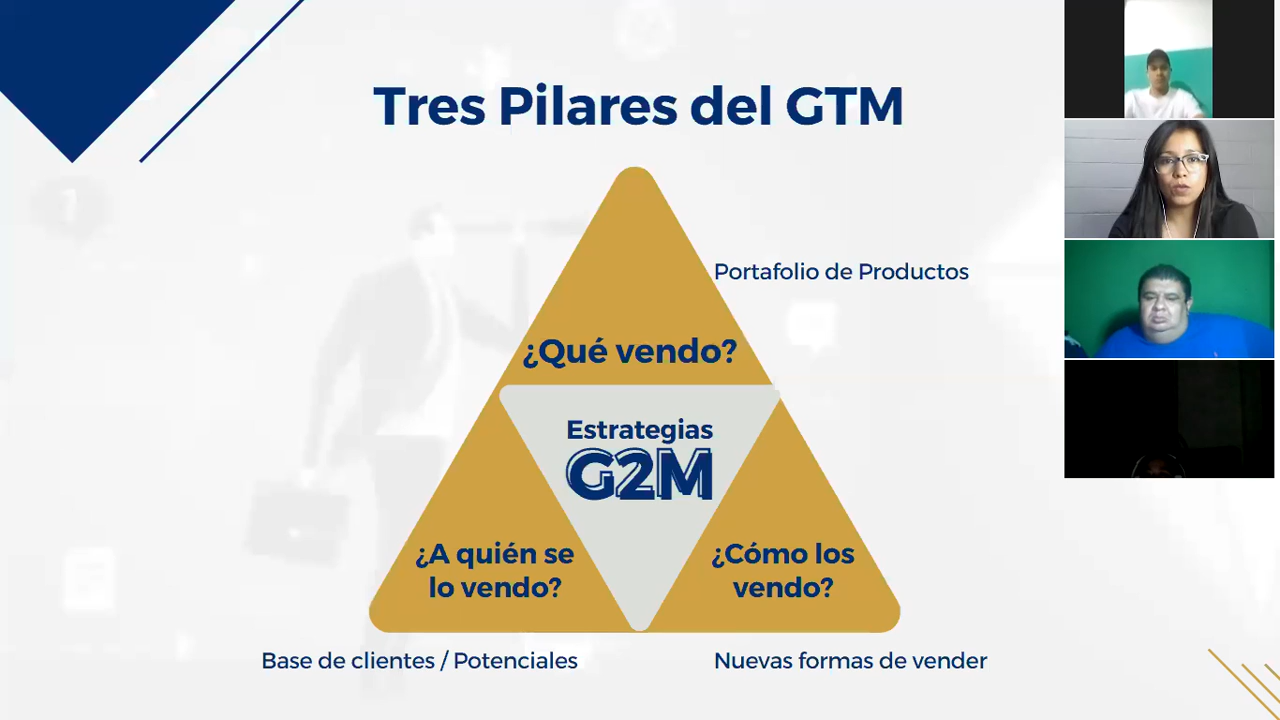 Tres Pilares del GTM
Portafolio de Productos
¿Qué vendo?
Estrategias
G2M
¿A quién se
lo vendo?
¿Cómo los
vendo?
Base de clientes / Potenciales
Nuevas formas de vender